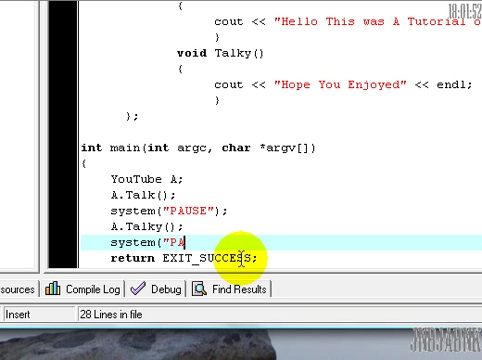 18:01:52
{
cout << "Hello This was A Tutorial o
}
void Talky()
{
cout << "Hope You Enjoyed" << endl;
}
};
int main(int argc, char *argv[])
{
YouTube A;
A.Talk();
system("PAUSE");
A.Talky();
system("PA
return EXIT_SUCCESS;
sources Compile Log Debug Find Results
Insert 28 Lines in file